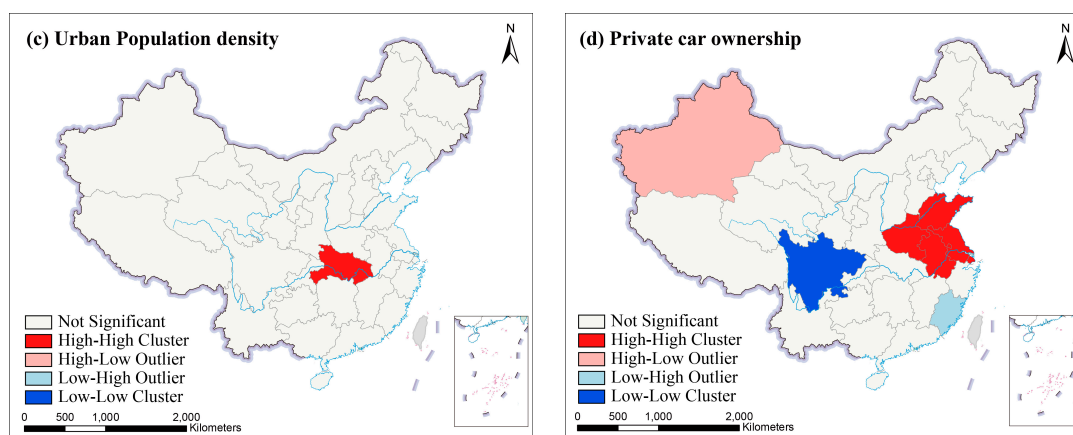 (c) Urban Population density
N
Not Significant
High-High Cluster
High-Low Outlier
Low-High Outlier
Low-Low Cluster
0 500 1,000 2,000
Kilometers
(d) Private car ownership
N
Not Significant
High-High Cluster
High-Low Outlier
Low-High Outlier
Low-Low Cluster
0 500 1,000 2,000
Kilometers